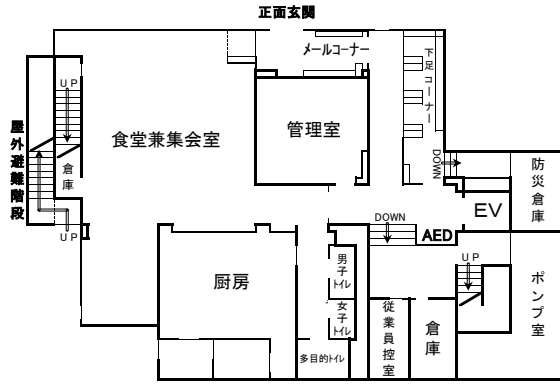 正面玄関
メールコーナー
下足コーナー
UP
管理室
食堂兼集会室
屋外避難階段
倉庫
UP
DOWN
防災倉庫
EV
DOWN
AED
UP
男子トイレ
厨房
ポンプ室
女子トイレ
従業員控室
倉庫
多目的トイレ